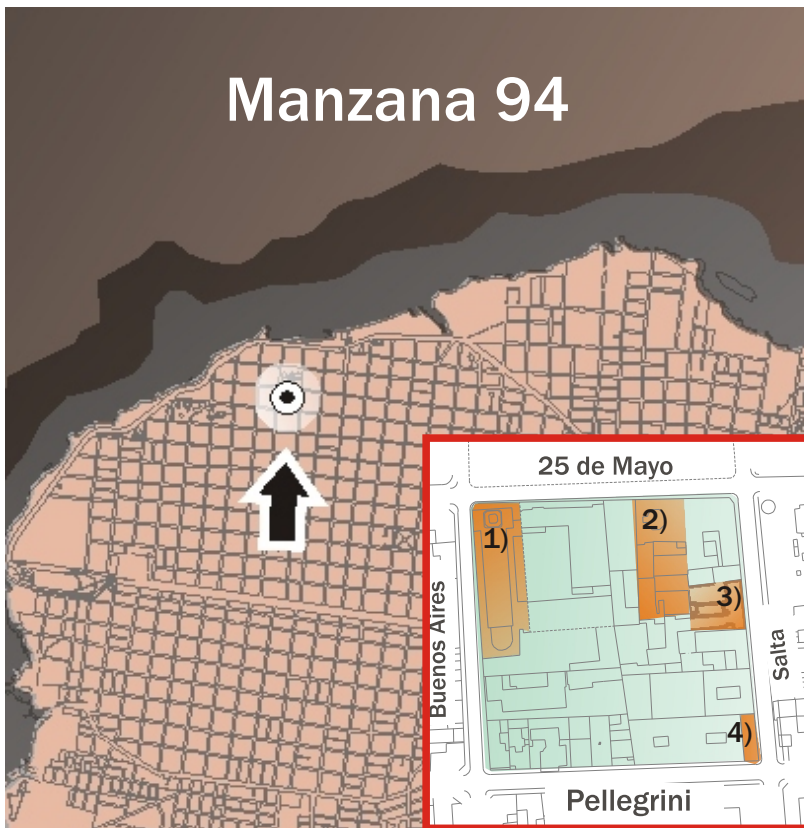 Manzana 94
25 de Mayo
1)
2)
3)
4)
Buenos Aires
Salta
Pellegrini